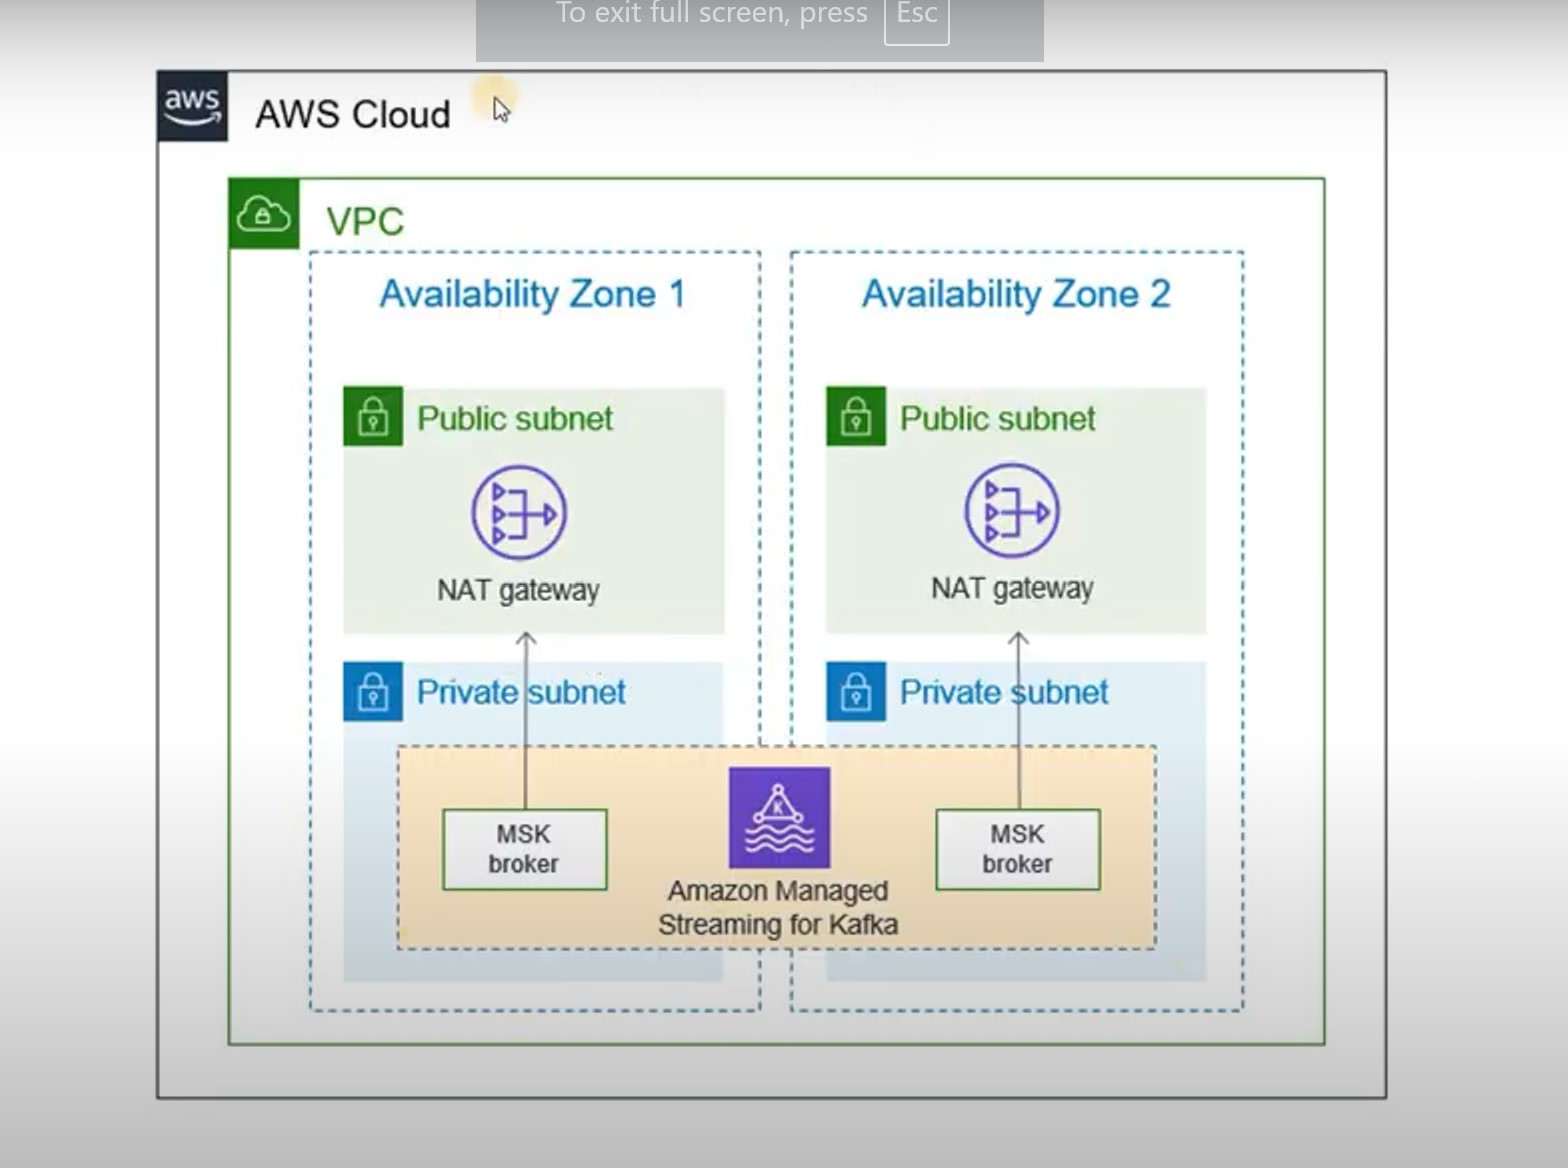 To exit full screen, press Esc
aws
AWS Cloud
VPC
Availability Zone 1
Availability Zone 2
Public subnet
Public subnet
NAT gateway
NAT gateway
Private subnet
Private subnet
MSK
broker
K
Amazon Managed
Streaming for Kafka
MSK
broker